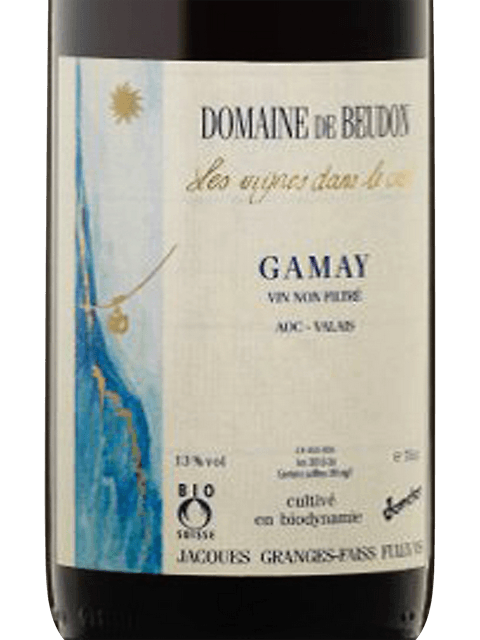 DOMAINE DE BEUDON
Les vignes dans le ciel
GAMAY
VIN NON FILTRÉ
AOC - VALAIS
13 % vol
BIO
SUISSE
cultivé
en biodynamie
demeter
JACQUES GRANGES-FAISS FULLY VS